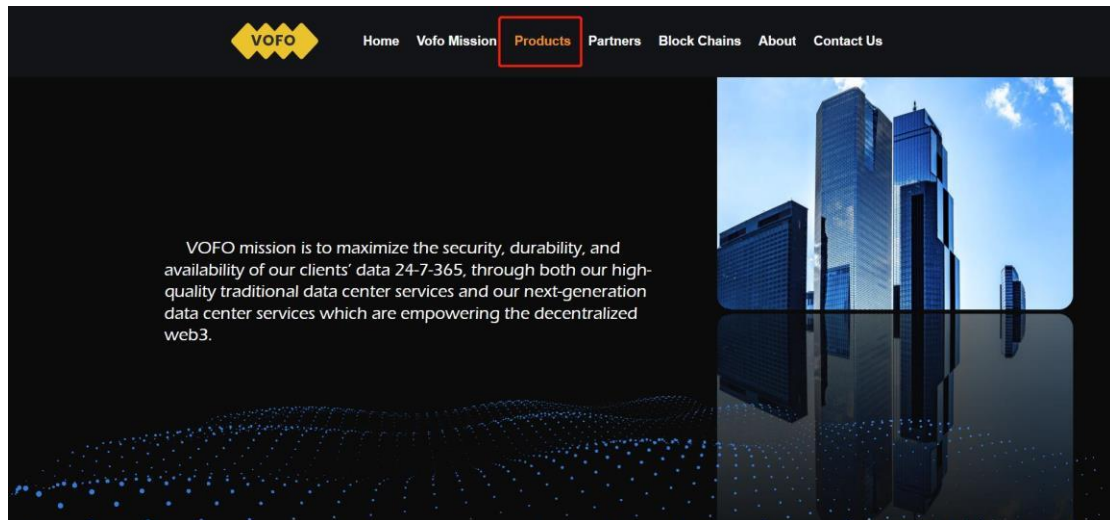 VOFO
Home Vofo Mission Products Partners Block Chains About Contact Us
VOFO mission is to maximize the security, durability, and
availability of our clients’ data 24-7-365, through both our high-
quality traditional data center services and our next-generation
data center services which are empowering the decentralized
web3.